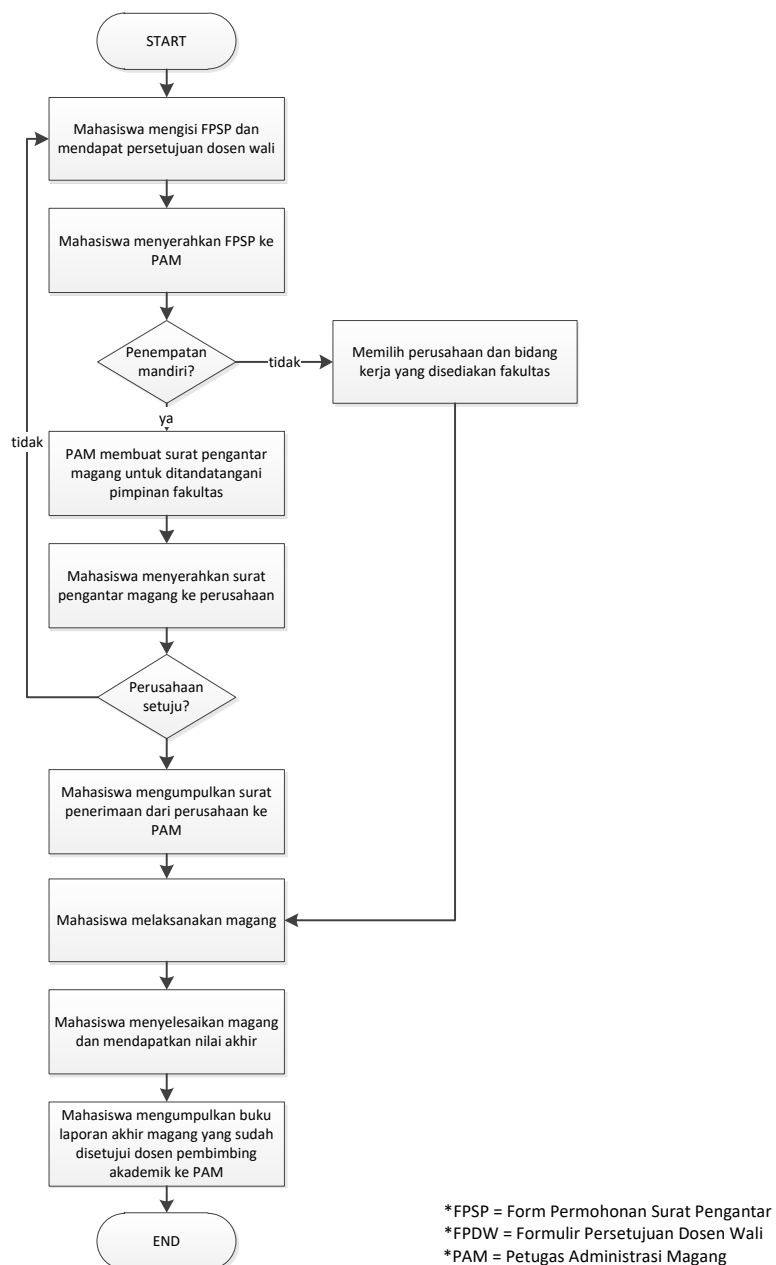 START
Mahasiswa mengisi FPSP dan
mendapat persetujuan dosen wali
Mahasiswa menyerahkan FPSP ke
PAM
Penempatan
mandiri?
tidak
Memilih perusahaan dan bidang
kerja yang disediakan fakultas
ya
tidak
PAM membuat surat pengantar
magang untuk ditandatangani
pimpinan fakultas
Mahasiswa menyerahkan surat
pengantar magang ke perusahaan
Perusahaan
setuju?
Mahasiswa mengumpulkan surat
penerimaan dari perusahaan ke
PAM
Mahasiswa melaksanakan magang
Mahasiswa menyelesaikan magang
dan mendapatkan nilai akhir
Mahasiswa mengumpulkan buku
laporan akhir magang yang sudah
disetujui dosen pembimbing
akademik ke PAM
END
*FPSP = Form Permohonan Surat Pengantar
*FPDW = Formulir Persetujuan Dosen Wali
*PAM = Petugas Administrasi Magang